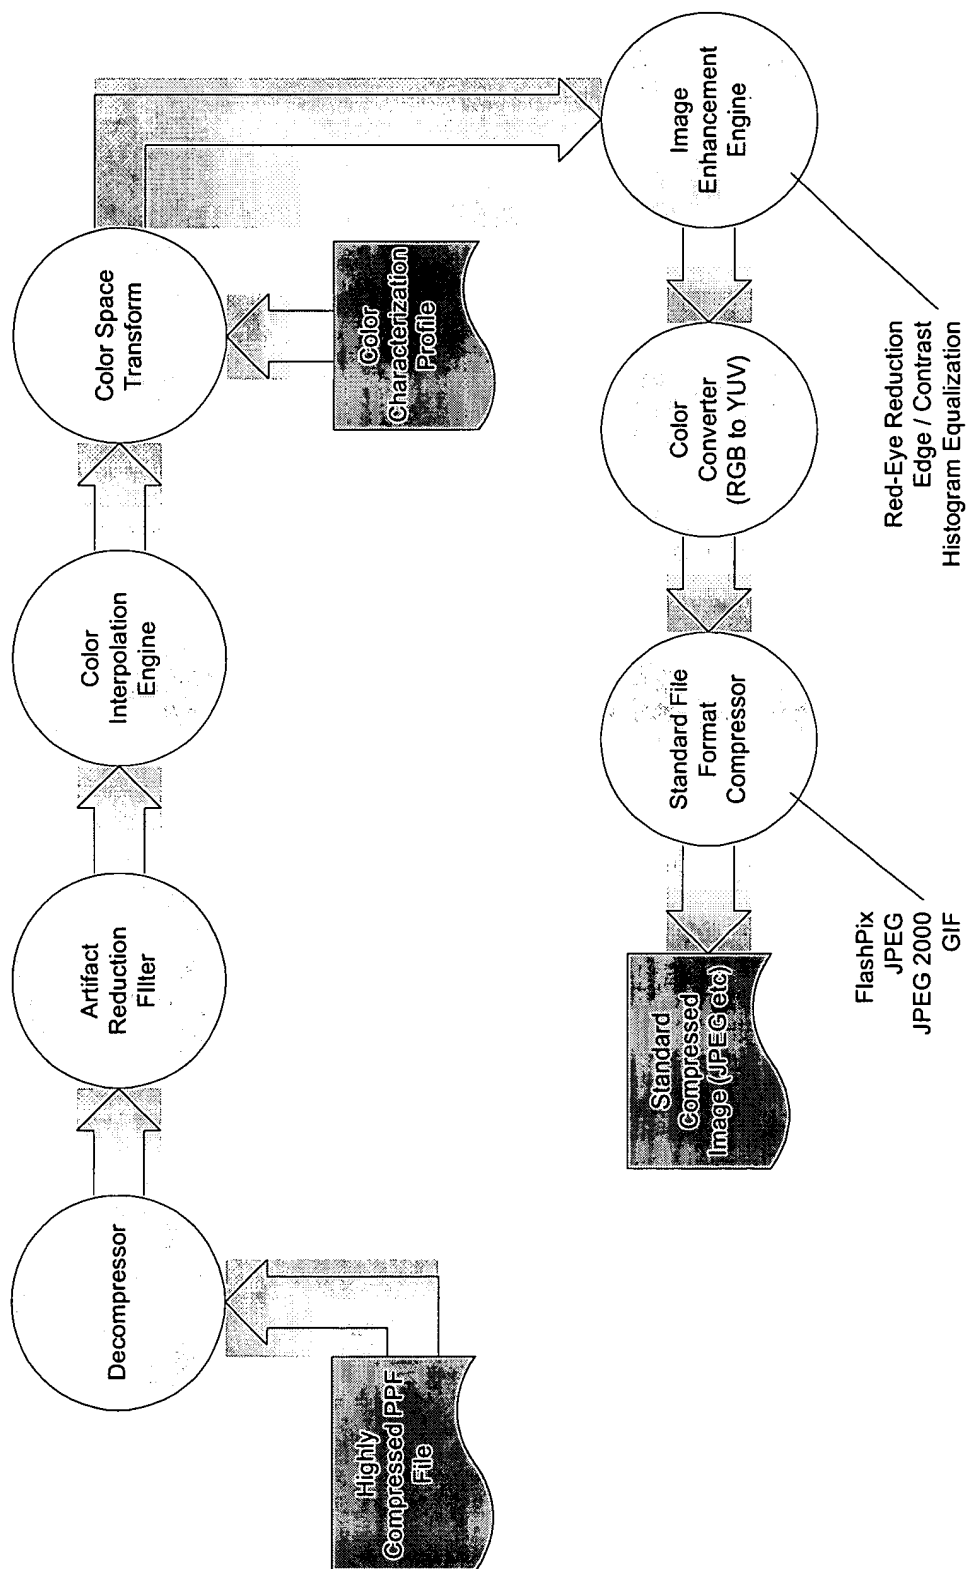 Highly
Compressed PPF
File
Decompressor
Artifact
Reduction
FIlter
Color
Interpolation
Engine
Color Space
Transform
Color
Characterization
Profile
Image
Enhancement
Engine
Red-Eye Reduction
Edge / Contrast
Histogram Equalization
Color
Converter
(RGB to YUV)
Standard File
Format
Compressor
FlashPix
JPEG
JPEG 2000
GIF
Standard
Compressed
Image (JPEG etc)